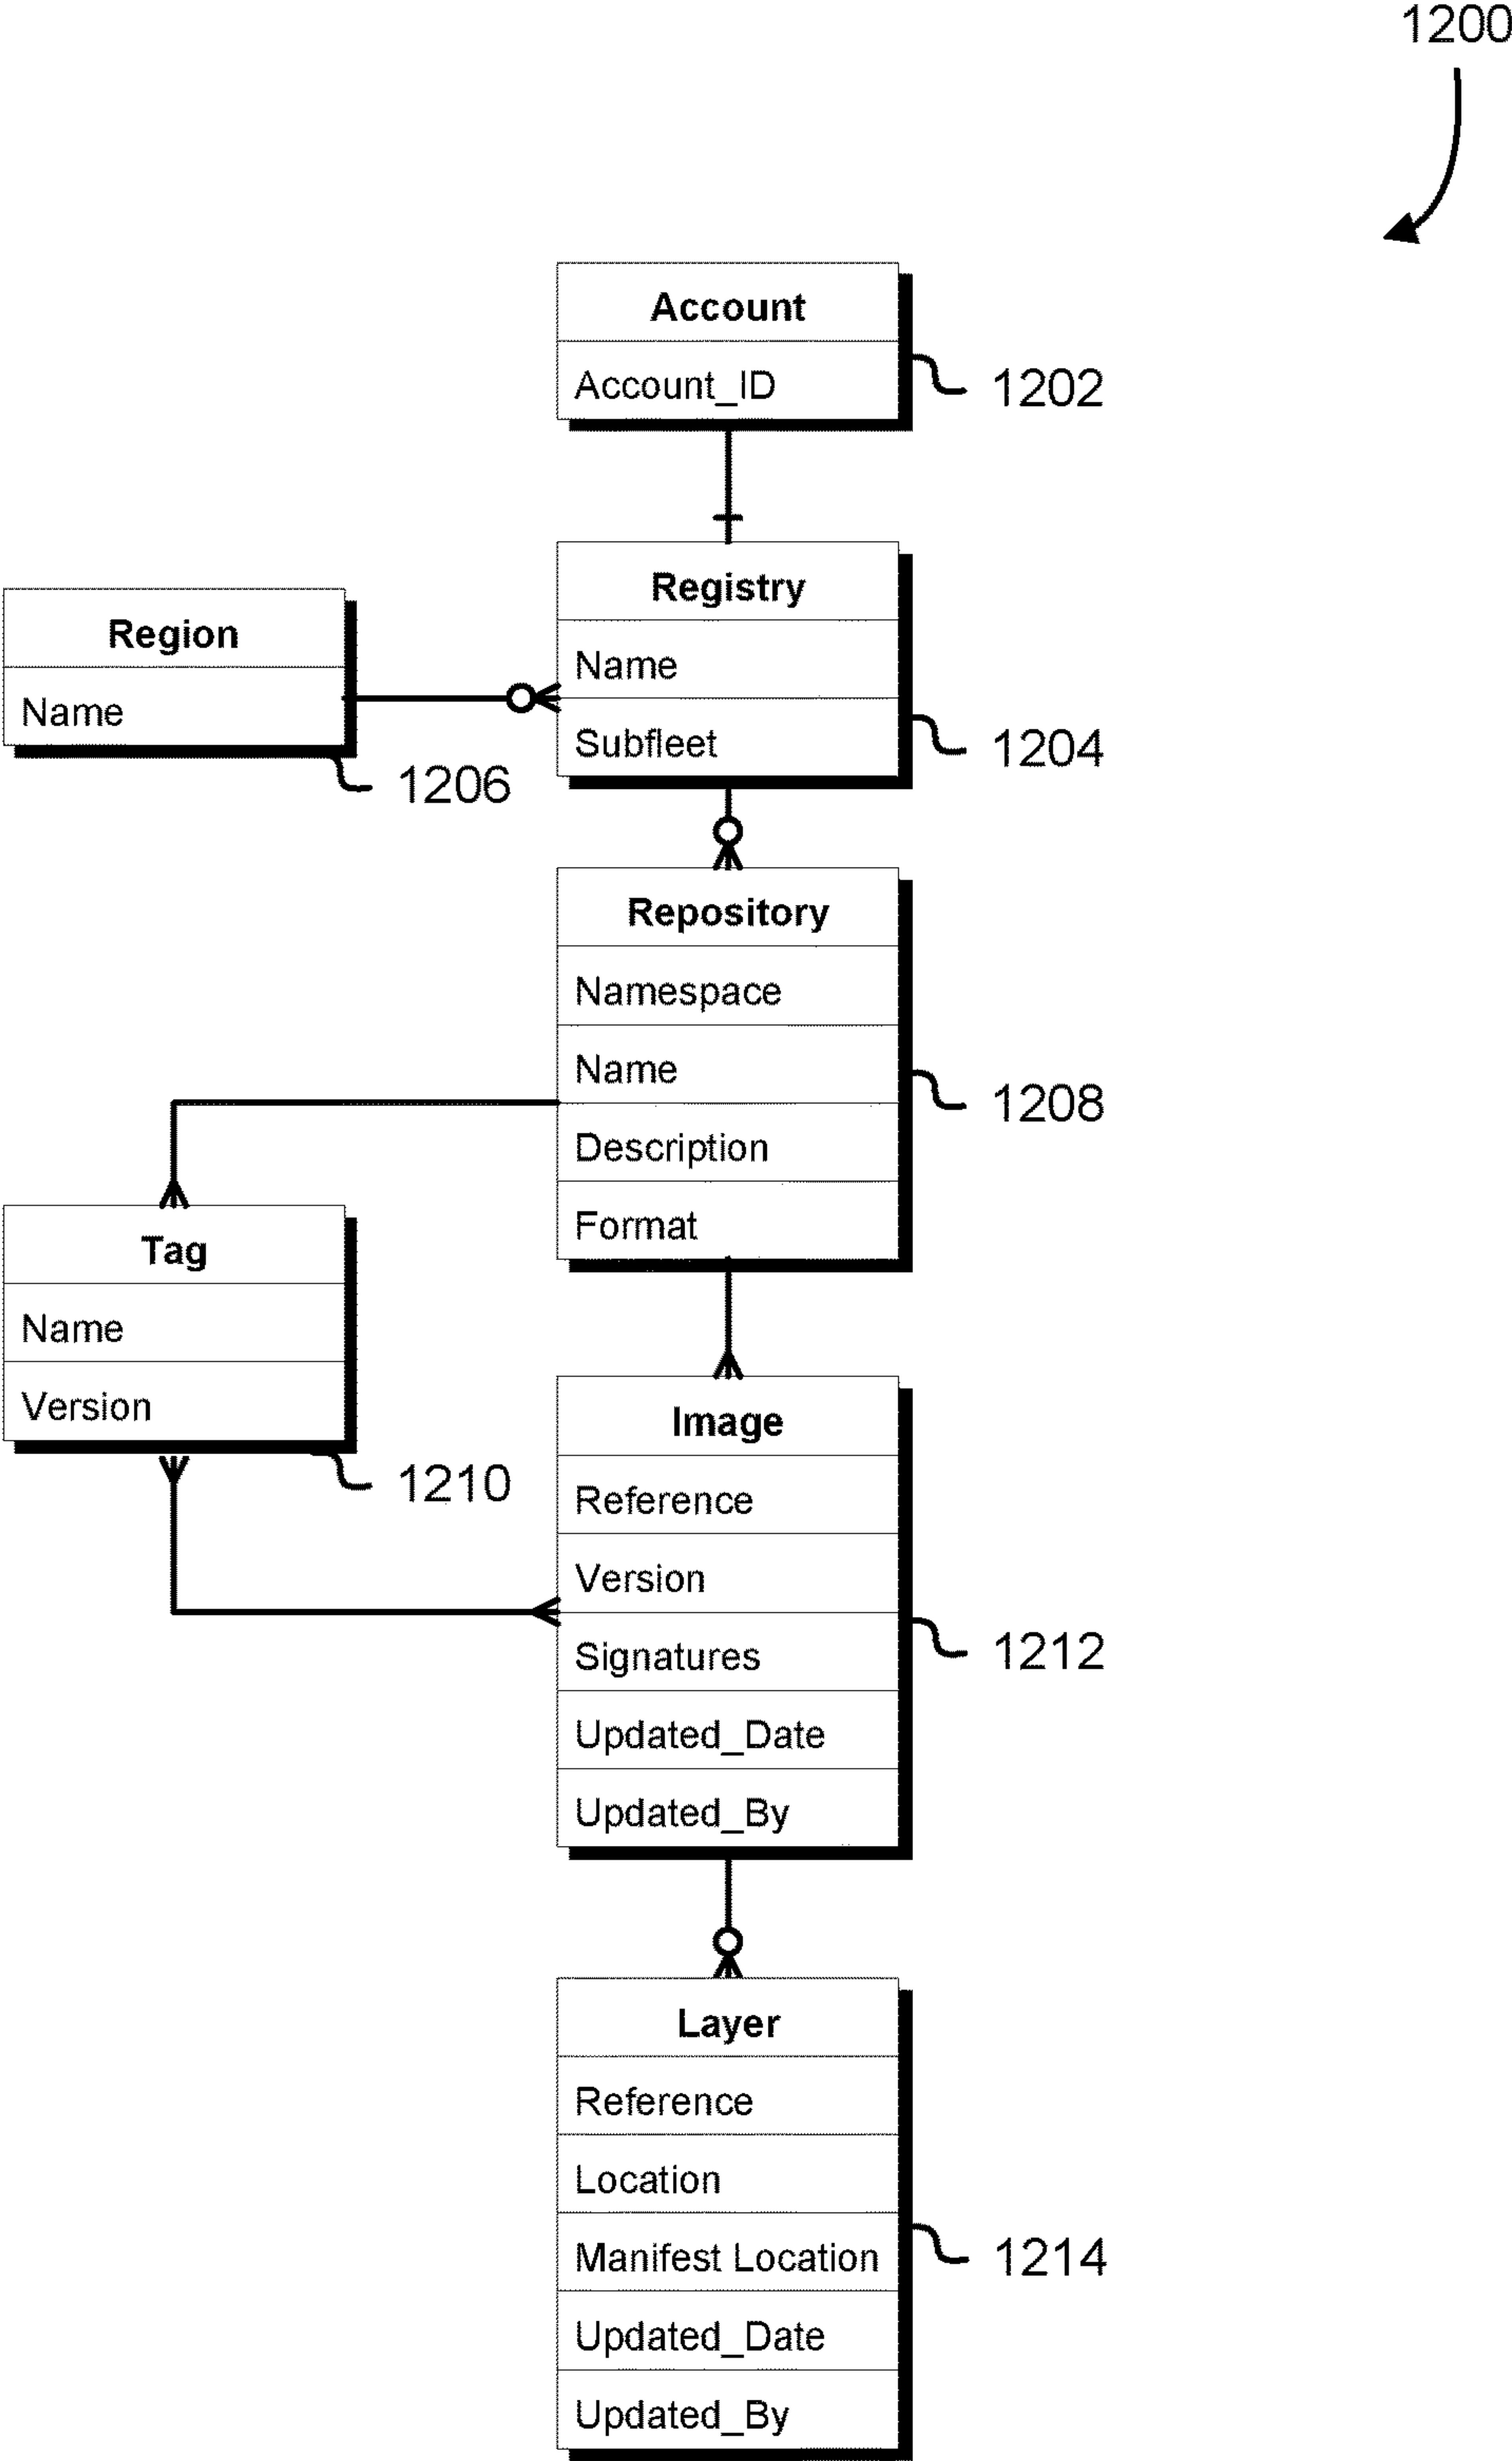 1200
Account
Account_ID
1202
Registry
Name
Subfleet
1204
Region
Name
1206
Repository
Namespace
Name
Description
Format
1208
Tag
Name
Version
1210
Image
Reference
Version
Signatures
Updated_Date
Updated_By
1212
Layer
Reference
Location
Manifest Location
Updated_Date
Updated_By
1214